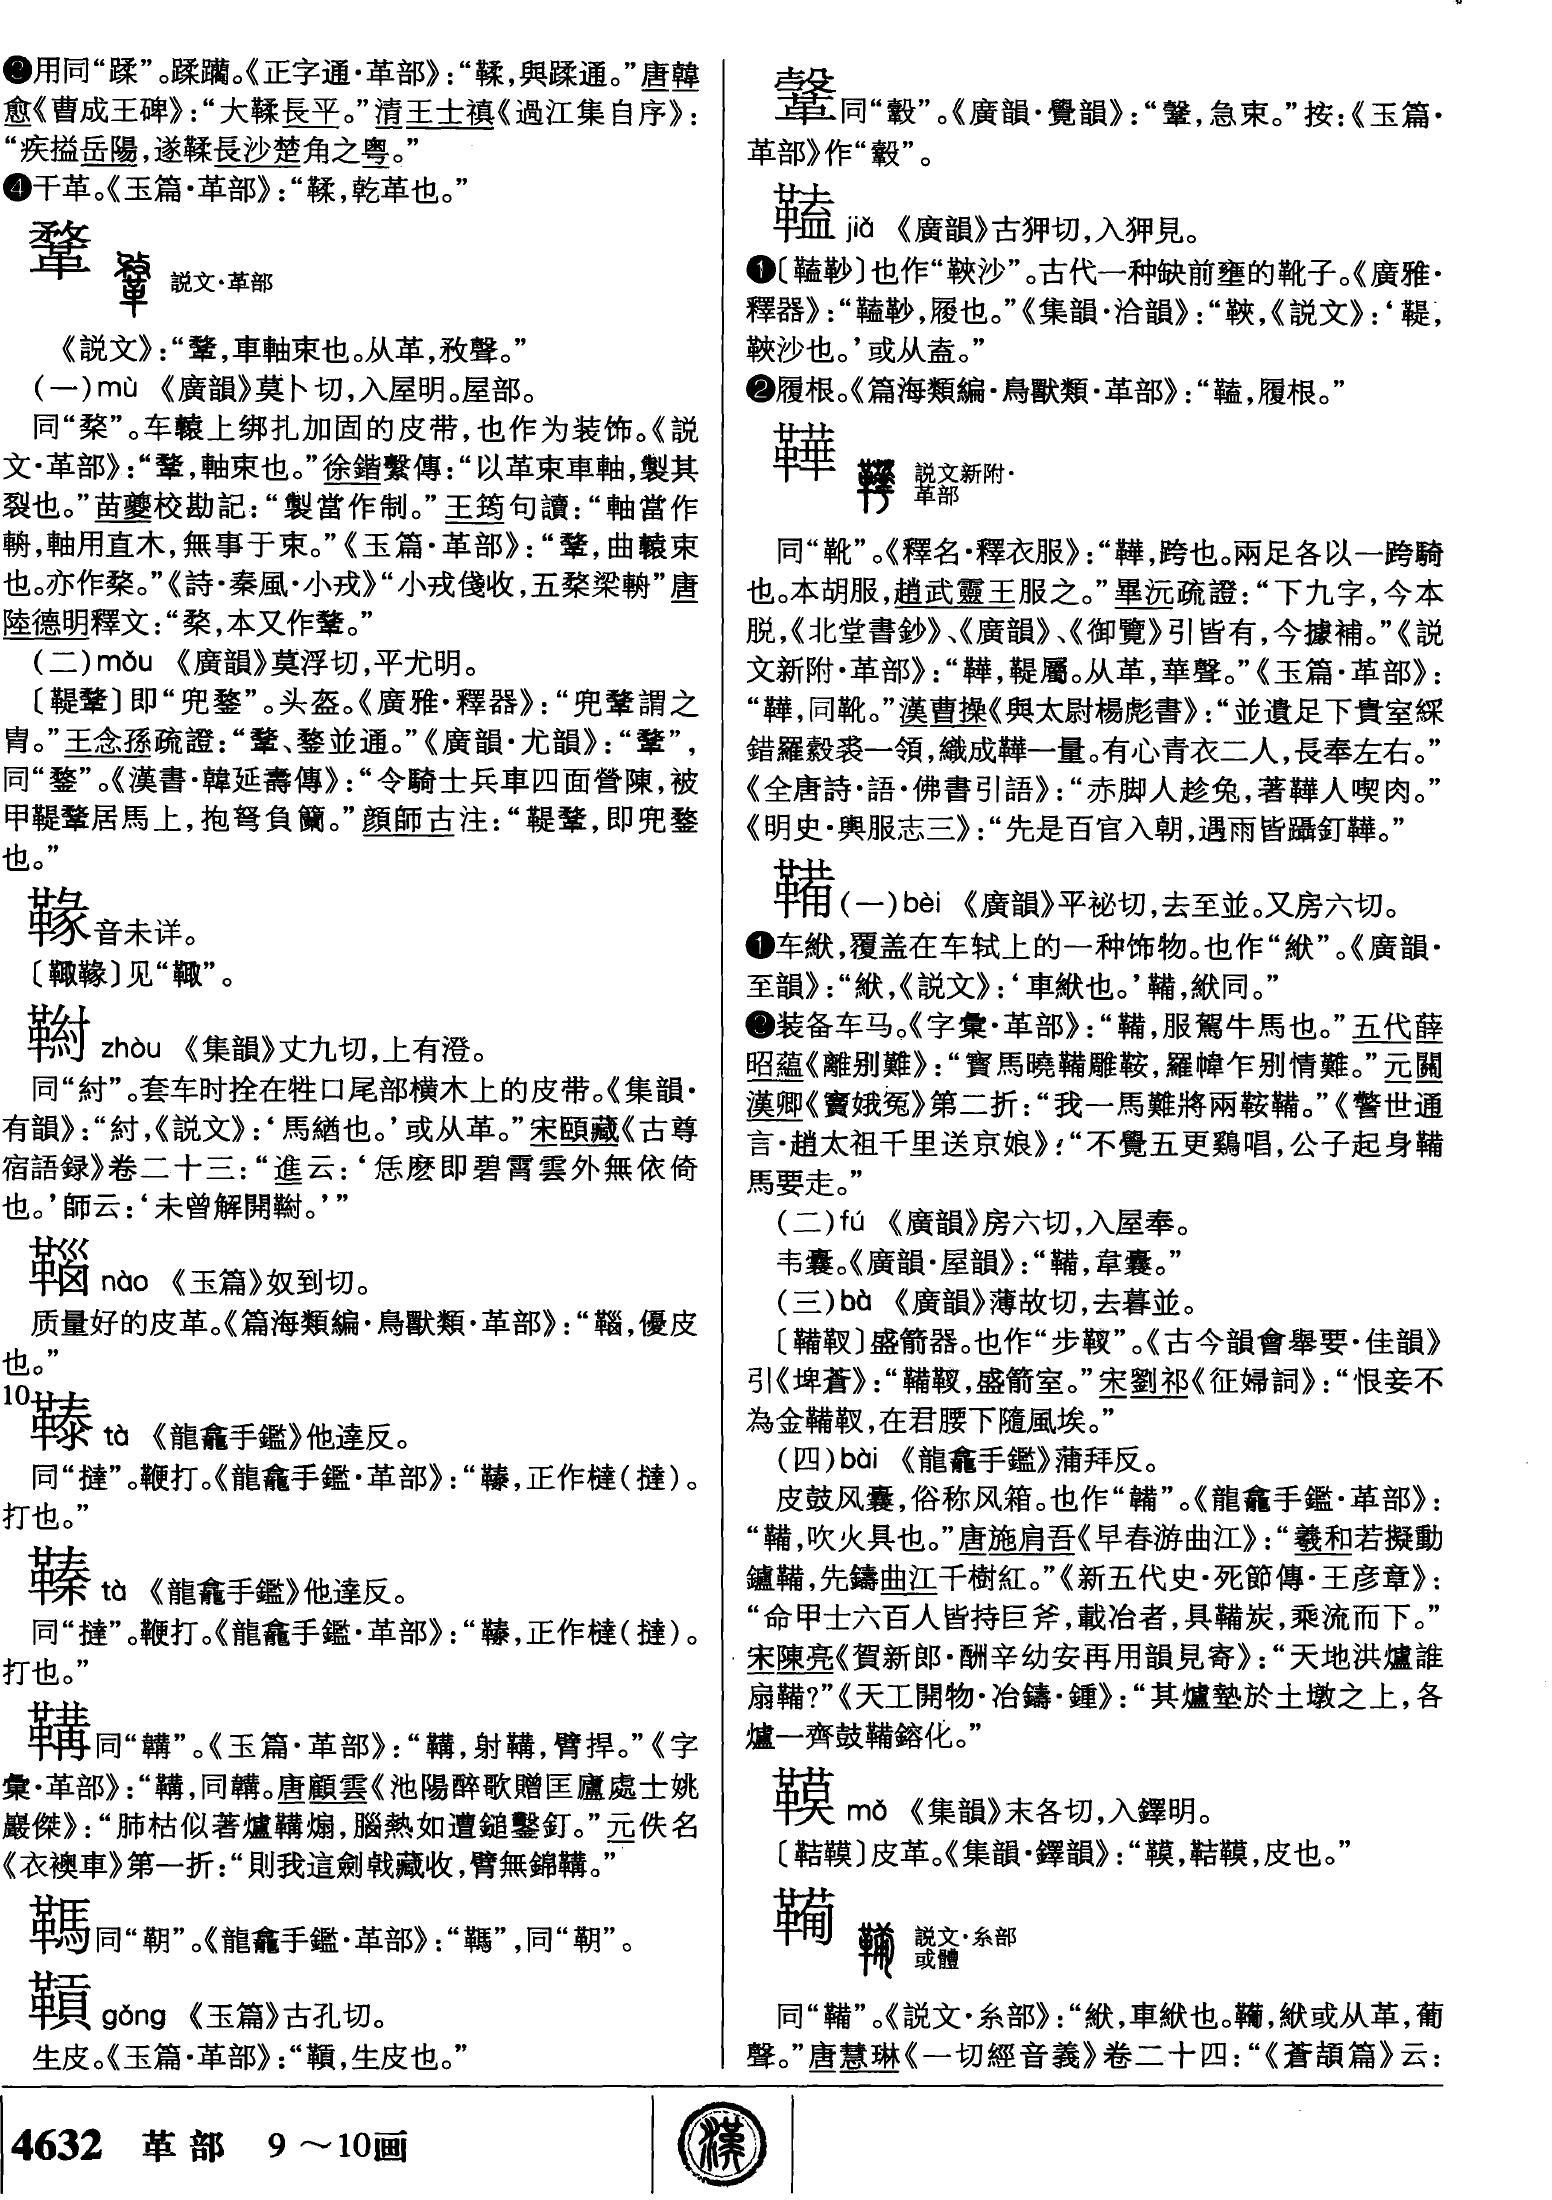 ❸用同“蹂”。蹂躪。《正字通·革部》：“鞣，與蹂通。”唐韓
愈《曹成王碑》：“大鞣長平。”清王士禛《過江集自序》：
“疾搤岳陽，遂鞣長沙楚角之粤。”
❹干革。《玉篇·革部》：“鞣，乾革也。”
鞪 説文·革部
《説文》：“鞪，車軸束也。从革，敄聲。”
（一）mù 《廣韻》莫卜切，入屋明。屋部。
同“楘”。车轅上绑扎加固的皮带，也作为装饰。《説
文·革部》：“鞪，軸束也。”徐鍇繫傳：“以革束車軸，製其
裂也。”苗夔校勘記：“製當作制。”王筠句讀：“軸當作
輈，軸用直木，無事于束。”《玉篇·革部》：“鞪，曲轅束
也。亦作楘。”《詩·秦風·小戎》“小戎俴收，五楘梁輈”唐
陸德明釋文：“楘，本又作鞪。”
（二）mǒu 《廣韻》莫浮切，平尤明。
〔鞮鞪〕即“兜鍪”。头盔。《廣雅·釋器》：“兜鞪謂之
胄。”王念孫疏證：“鞪、鍪並通。”《廣韻·尤韻》：“鞪”，
同“鍪”。《漢書·韓延壽傳》：“令騎士兵車四面營陳，被
甲鞮鞪居馬上，抱弩負籣。”顔師古注：“鞮鞪，即兜鍪
也。”
音未详。
见“”。
zhòu 《集韻》丈九切，上有澄。
同“紂”。套车时拴在牲口尾部横木上的皮带。《集韻·
有韻》：“紂，《説文》：‘馬緧也。’或从革。”宋頤藏《古尊
宿語録》卷二十三：“進云：‘恁麽即碧霄雲外無依倚
也。’師云：‘未曾解開。’”
nào 《玉篇》奴到切。
质量好的皮革。《篇海類編·鳥獸類·革部》：“，優皮
也。”
10
tà 《龍龕手鑑》他達反。
同“撻”。鞭打。《龍龕手鑑·革部》：“，正作㯓（撻）。
打也。”
tà 《龍龕手鑑》他達反。
同“撻”。鞭打。《龍龕手鑑·革部》：“，正作㯓（撻）。
打也。”
鞲同“韝”。《玉篇·革部》：“鞲，射鞲，臂捍。”《字
彙·革部》：“鞲，同韝。唐顧雲《池陽醉歌贈匡廬處士姚
巖傑》：“肺枯似著爐鞲煽，腦熱如遭鎚鑿釘。”元佚名
《衣襖車》第一折：“則我這劍戟藏收，臂無錦鞲。”
同“”。《龍龕手鑑·革部》：“”，同“”。
gǒng 《玉篇》古孔切。
生皮。《玉篇·革部》：“，生皮也。”
同“”。《廣韻·覺韻》：“，急束。”按：《玉篇·
革部》作“”。
鞳 jiǎ 《廣韻》古狎切，入狎見。
❶也作“鞅沙”。古代一种缺前壅的靴子。《廣雅·
釋器》：“，履也。”《集韻·洽韻》：“，《説文》：‘鞮，
沙也。’或从盍。”
❷履根。《篇海類編·鳥獸類·革部》：“，履根。”
鞾 説文新附·
革部
同“靴”。《釋名·釋衣服》：“鞾，跨也。兩足各以一跨騎
也。本胡服，趙武靈王服之。”畢沅疏證：“下九字，今本
脱，《北堂書鈔》、《廣韻》、《御覽》引皆有，今據補。”《説
文新附·革部》：“鞾，鞮屬。从革，華聲。”《玉篇·革部》：
“鞾，同靴。”漢曹操《與太尉楊彪書》：“並遺足下貴室綵
錯羅縠裘一領，織成鞾一量。有心青衣二人，長奉左右。”
《全唐詩·語·佛書引語》：“赤脚人趁兔，著鞾人喫肉。”
《明史·輿服志三》：“先是百官入朝，遇雨皆躡釘鞾。”
鞴（一）bèi 《廣韻》平祕切，去至並。又房六切。
❶车絥，覆盖在车轼上的一种饰物。也作“絥”。《廣韻·
至韻》：“絥，《説文》：‘車絥也。’鞴，絥同。”
❷装备车马。《字彙·革部》：“鞴，服駕牛馬也。”五代薛
昭蘊《離别難》：“寶馬曉鞴雕鞍，羅幃乍别情難。”元關
漢卿《竇娥冤》第二折：“我一馬難將兩鞍鞴。”《警世通
言·趙太祖千里送京娘》：“不覺五更鷄唱，公子起身鞴
馬要走。”
（二）fú 《廣韻》房六切，入屋奉。
韦囊。《廣韻·屋韻》：“鞴，韋囊。”
（三）bà 《廣韻》薄故切，去暮並。
〔鞴靫〕盛箭器。也作“步靫”。《古今韻會舉要·佳韻》
引《埤蒼》：“鞴靫，盛箭室。”宋劉祁《征婦詞》：“恨妾不
為金鞴靫，在君腰下隨風埃。”
（四）bài 《龍龕手鑑》蒲拜反。
皮鼓风囊，俗称风箱。也作“韛”。《龍龕手鑑·革部》：
“鞴，吹火具也。”唐施肩吾《早春游曲江》：“羲和若擬動
鑪鞴，先鑄曲江千樹紅。”《新五代史·死節傳·王彦章》：
“命甲士六百人皆持巨斧，載冶者，具鞴炭，乘流而下。”
宋陳亮《賀新郎·酬辛幼安再用韻見寄》：“天地洪爐誰
扇鞴？”《天工開物·冶鑄·鍾》：“其爐墊於土墩之上，各
爐一齊鼓鞴鎔化。”
mǒ 《集韻》末各切，入鐸明。
皮革。《集韻·鐸韻》：“，皮也。”
説文·糸部
或體
同“鞴”。《説文·糸部》：“絥，車絥也。，絥或从革，葡
聲。”唐慧琳《一切經音義》卷二十四：“《蒼頡篇》云：
4632 革部 9～10画
漢